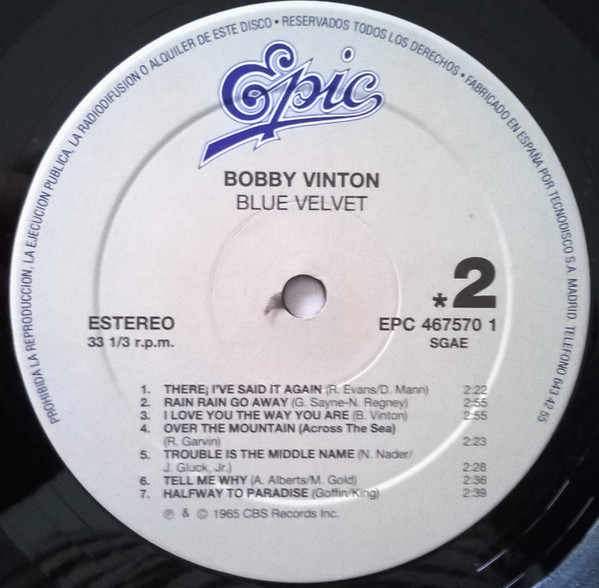 PROHIBIDA LA REPRODUCCION, LA EJECUCION PUBLICA, LA RADIODIFUSION O ALQUILER DE ESTE DISCO • RESERVADOS TODOS LOS DERECHOS • FABRICADO EN ESPAÑA POR TECNODISCO S.A. MADRID TELEFONO 643 42 55
Epic
BOBBY VINTON
BLUE VELVET
*2
ESTEREO
33 1/3 r.p.m.
EPC 467570 1
SGAE
1. THERE¡ I'VE SAID IT AGAIN (R. Evans/D. Mann) 2:22
2. RAIN RAIN GO AWAY (G. Sayne-N. Regney) 2:55
3. I LOVE YOU THE WAY YOU ARE (B. Vinton) 2:55
4. OVER THE MOUNTAIN (Across The Sea)
(R. Garvin) 2:23
5. TROUBLE IS THE MIDDLE NAME (N. Nader/
J. Gluck, Jr.) 2:28
6. TELL ME WHY (A. Alberts/M. Gold) 2:36
7. HALFWAY TO PARADISE (Goffin/King) 2:39
℗ & © 1965 CBS Records Inc.